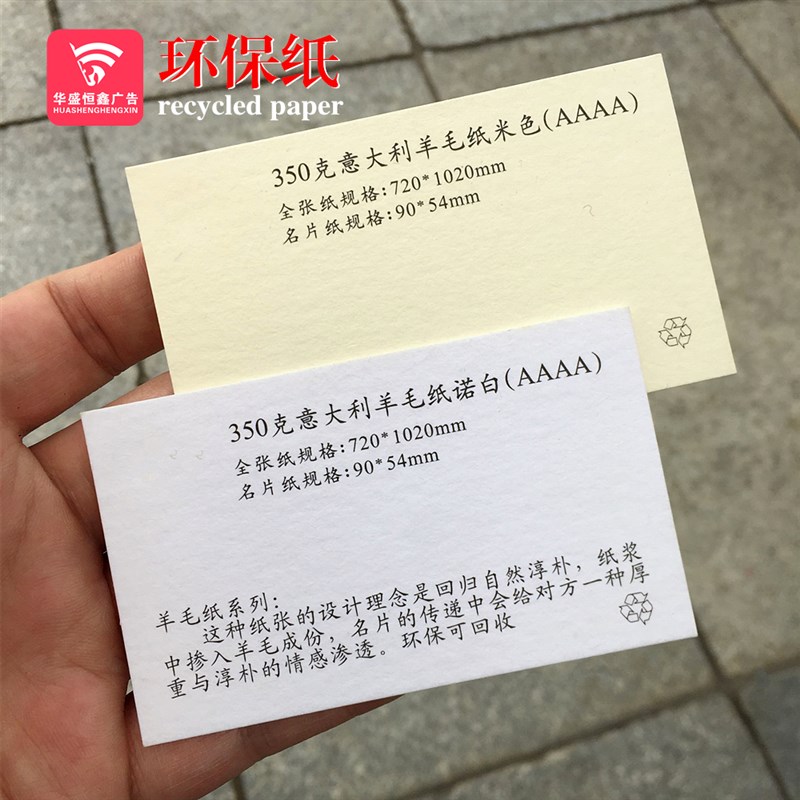 华盛恒鑫广告
HUASHENGHENGXIN
环保纸
recycled paper
350克意大利羊毛纸米色(AAAA)
全张纸规格:720*1020mm
名片纸规格:90*54mm
350克意大利羊毛纸诺白(AAAA)
全张纸规格:720*1020mm
名片纸规格:90*54mm
羊毛纸系列:
这种纸张的设计理念是回归自然淳朴，纸浆
中掺入羊毛成份，名片的传递中会给对方一种厚
重与淳朴的情感渗透。环保可回收